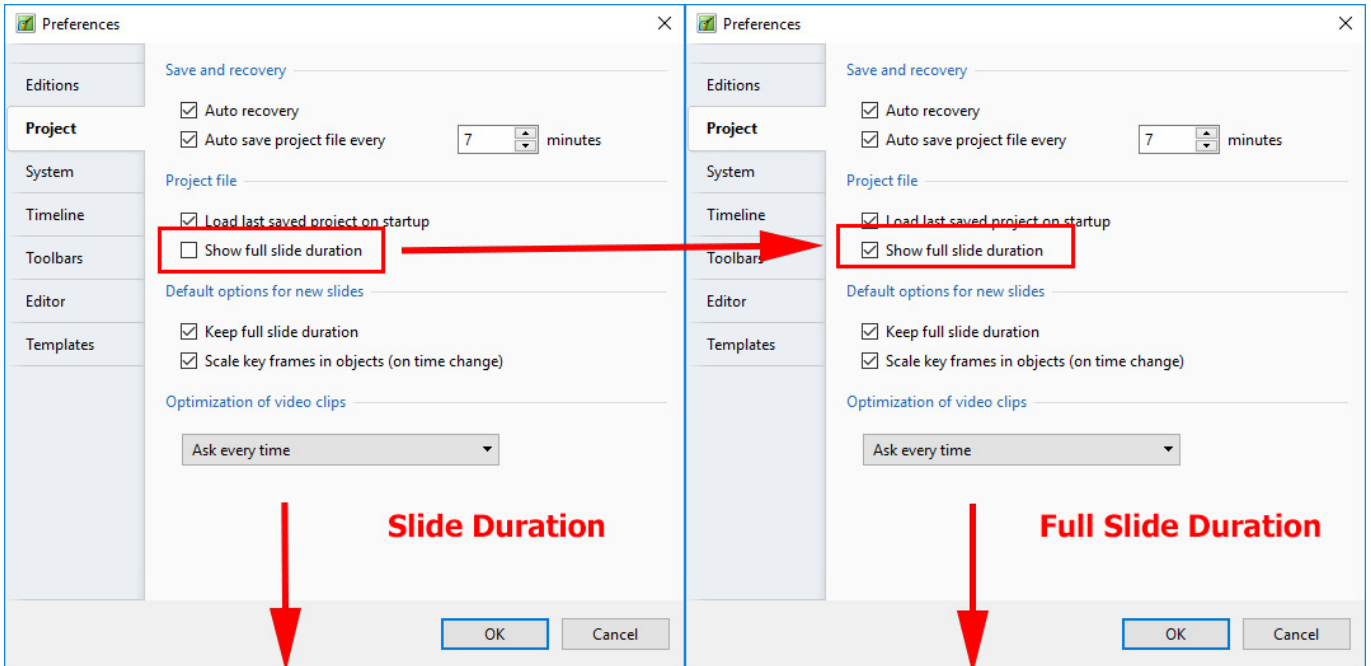 Preferences
Editions
Project
System
Timeline
Toolbars
Editor
Templates
Save and recovery
Auto recovery
Auto save project file every 7 minutes
Project file
Load last saved project on startup
Show full slide duration
Default options for new slides
Keep full slide duration
Scale key frames in objects (on time change)
Optimization of video clips
Ask every time
Slide Duration
OK Cancel
Preferences
Editions
Project
System
Timeline
Toolbars
Editor
Templates
Save and recovery
Auto recovery
Auto save project file every 7 minutes
Project file
Load last saved project on startup
Show full slide duration
Default options for new slides
Keep full slide duration
Scale key frames in objects (on time change)
Optimization of video clips
Ask every time
Full Slide Duration
OK Cancel